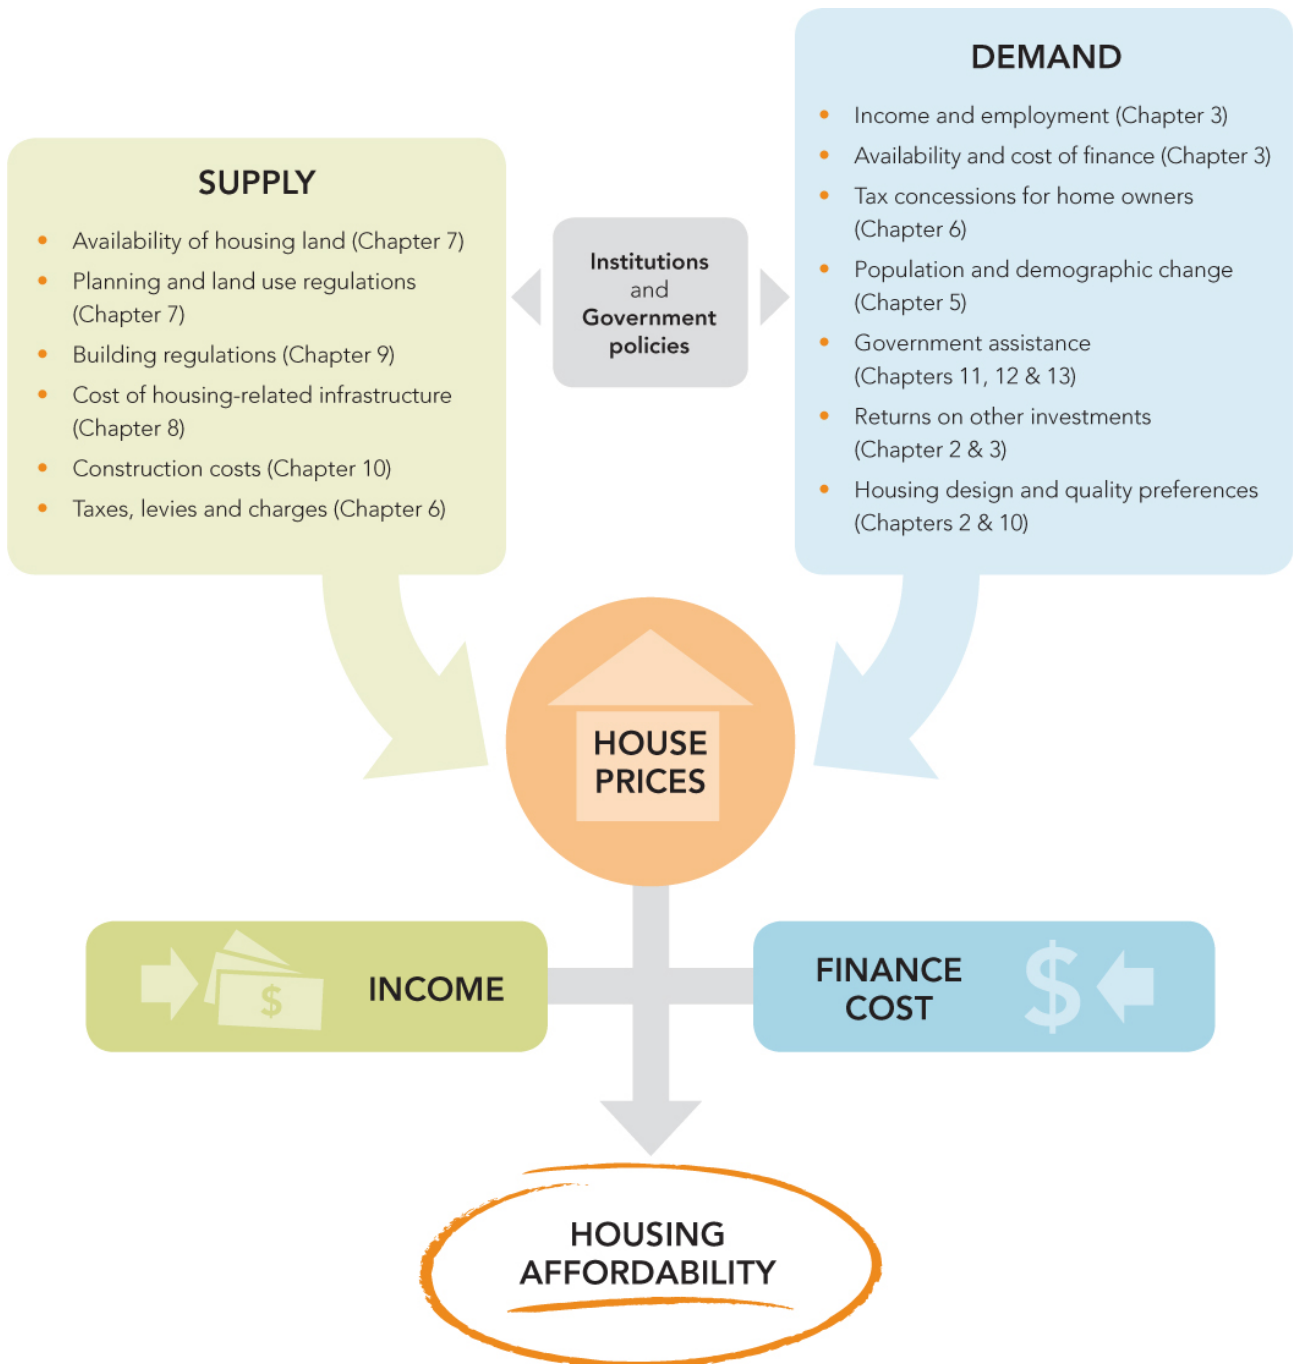 SUPPLY
• Availability of housing land (Chapter 7)
• Planning and land use regulations
(Chapter 7)
• Building regulations (Chapter 9)
• Cost of housing-related infrastructure
(Chapter 8)
• Construction costs (Chapter 10)
• Taxes, levies and charges (Chapter 6)
Institutions
and
Government
policies
DEMAND
• Income and employment (Chapter 3)
• Availability and cost of finance (Chapter 3)
• Tax concessions for home owners
(Chapter 6)
• Population and demographic change
(Chapter 5)
• Government assistance
(Chapters 11, 12 & 13)
• Returns on other investments
(Chapter 2 & 3)
• Housing design and quality preferences
(Chapters 2 & 10)
HOUSE
PRICES
$
INCOME
FINANCE
COST
$
HOUSING
AFFORDABILITY